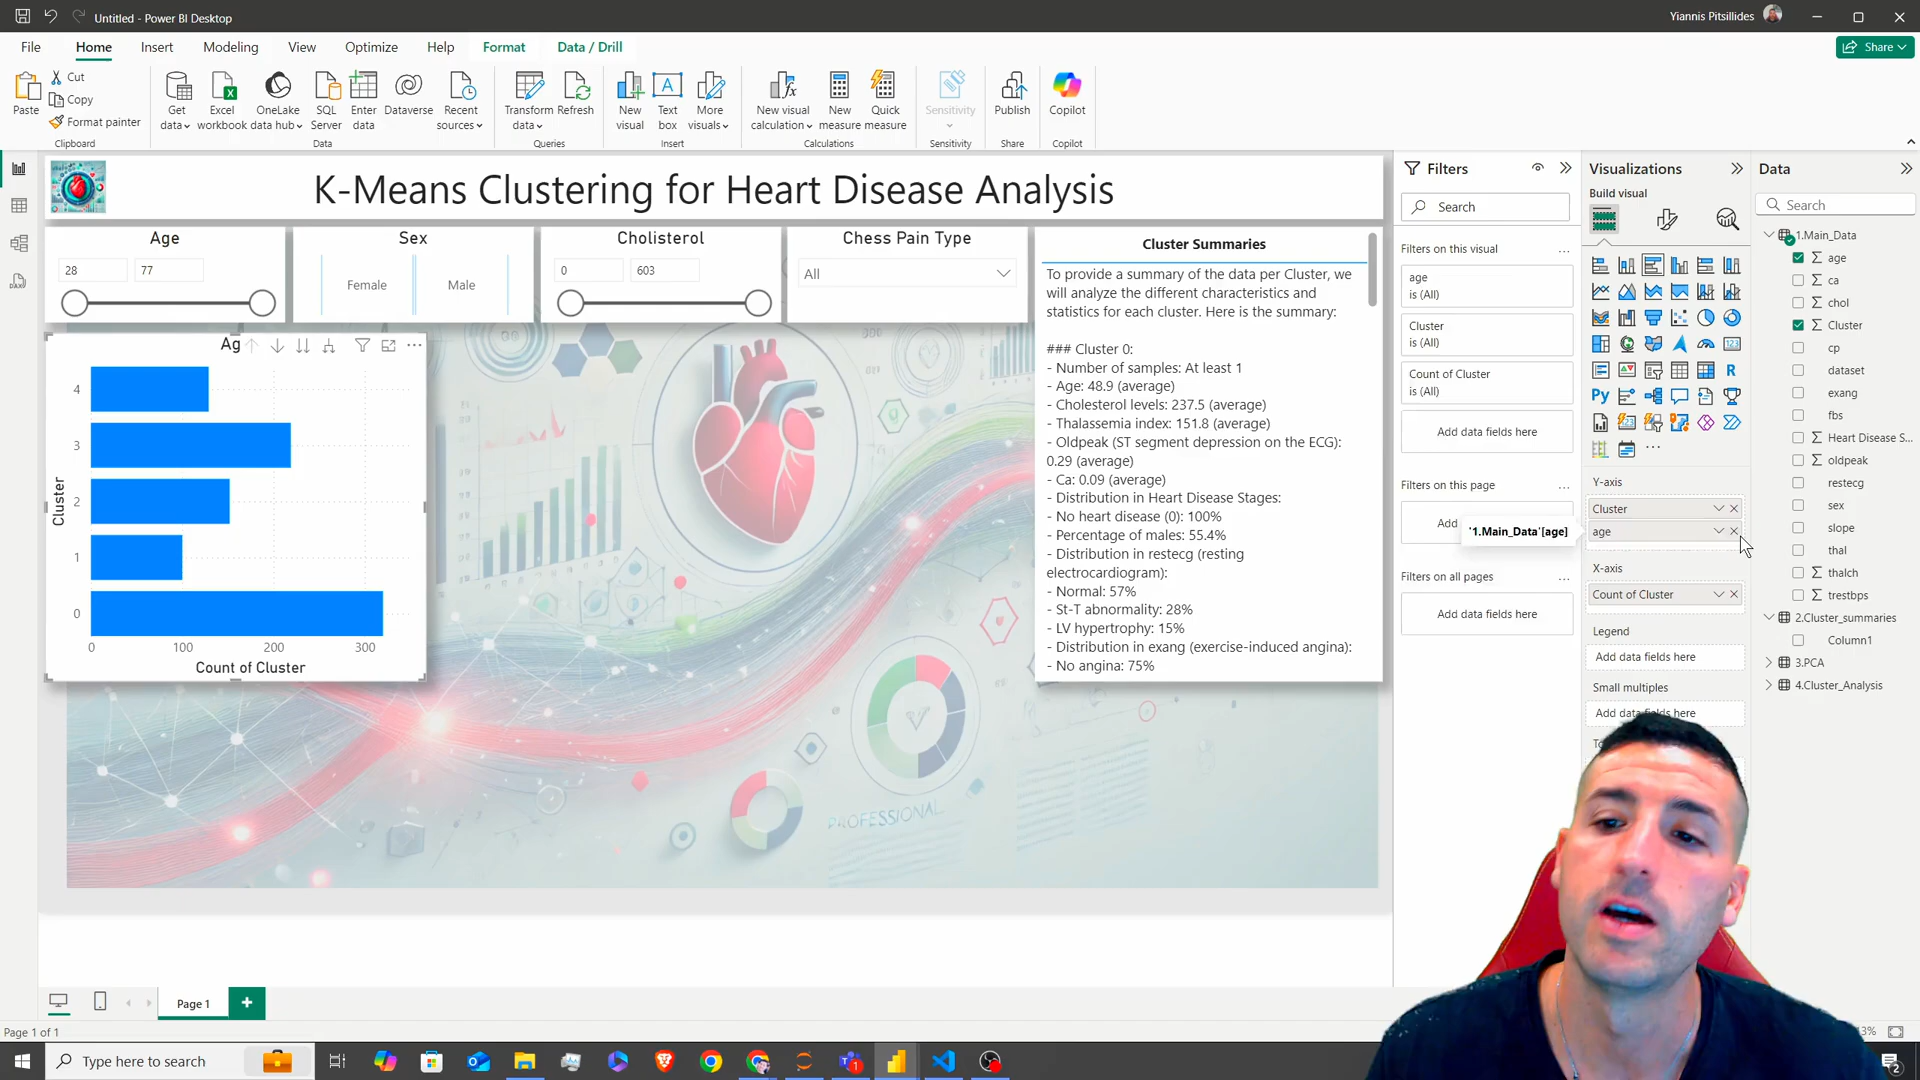 Untitled - Power BI Desktop
Yiannis Pitsillides
File
Home
Insert
Modeling
View
Optimize
Help
Format
Data / Drill
Share
Paste
Cut
Copy
Format painter
Get data
Excel workbook
OneLake data hub
SQL Server
Enter data
Dataverse
Recent sources
Transform data
Refresh
New visual
Text box
More visuals
New visual calculation
New measure
Quick measure
Sensitivity
Publish
Copilot
Clipboard
Data
Queries
Insert
Calculations
Sensitivity
Share
Copilot
K-Means Clustering for Heart Disease Analysis
Age
28
77
Sex
Female
Male
Cholisterol
0
603
Chess Pain Type
All
Cluster Summaries
To provide a summary of the data per Cluster, we
will analyze the different characteristics and
statistics for each cluster. Here is the summary:
### Cluster 0:
- Number of samples: At least 1
- Age: 48.9 (average)
- Cholesterol levels: 237.5 (average)
- Thalassemia index: 151.8 (average)
- Oldpeak (ST segment depression on the ECG):
0.29 (average)
- Ca: 0.09 (average)
- Distribution in Heart Disease Stages:
- No heart disease (0): 100%
- Percentage of males: 55.4%
- Distribution in restecg (resting
electrocardiogram):
- Normal: 57%
- St-T abnormality: 28%
- LV hypertrophy: 15%
- Distribution in exang (exercise-induced angina):
- No angina: 75%
Ag
4
3
2
1
0
Cluster
0
100
200
300
Count of Cluster
PROFESSIONAL
Filters
Search
Filters on this visual
age
is (All)
Cluster
is (All)
Count of Cluster
is (All)
Add data fields here
Filters on this page
Add
'1.Main_Data'[age]
Filters on all pages
Add data fields here
Visualizations
Build visual
123
R
Py
Y-axis
Cluster
age
X-axis
Count of Cluster
Legend
Add data fields here
Small multiples
Add data fields here
To
Data
Search
1.Main_Data
age
ca
chol
Cluster
cp
dataset
exang
fbs
Heart Disease S...
oldpeak
restecg
sex
slope
thal
thalch
trestbps
2.Cluster_summaries
Column1
3.PCA
4.Cluster_Analysis
Page 1
Page 1 of 1
Type here to search
1
2